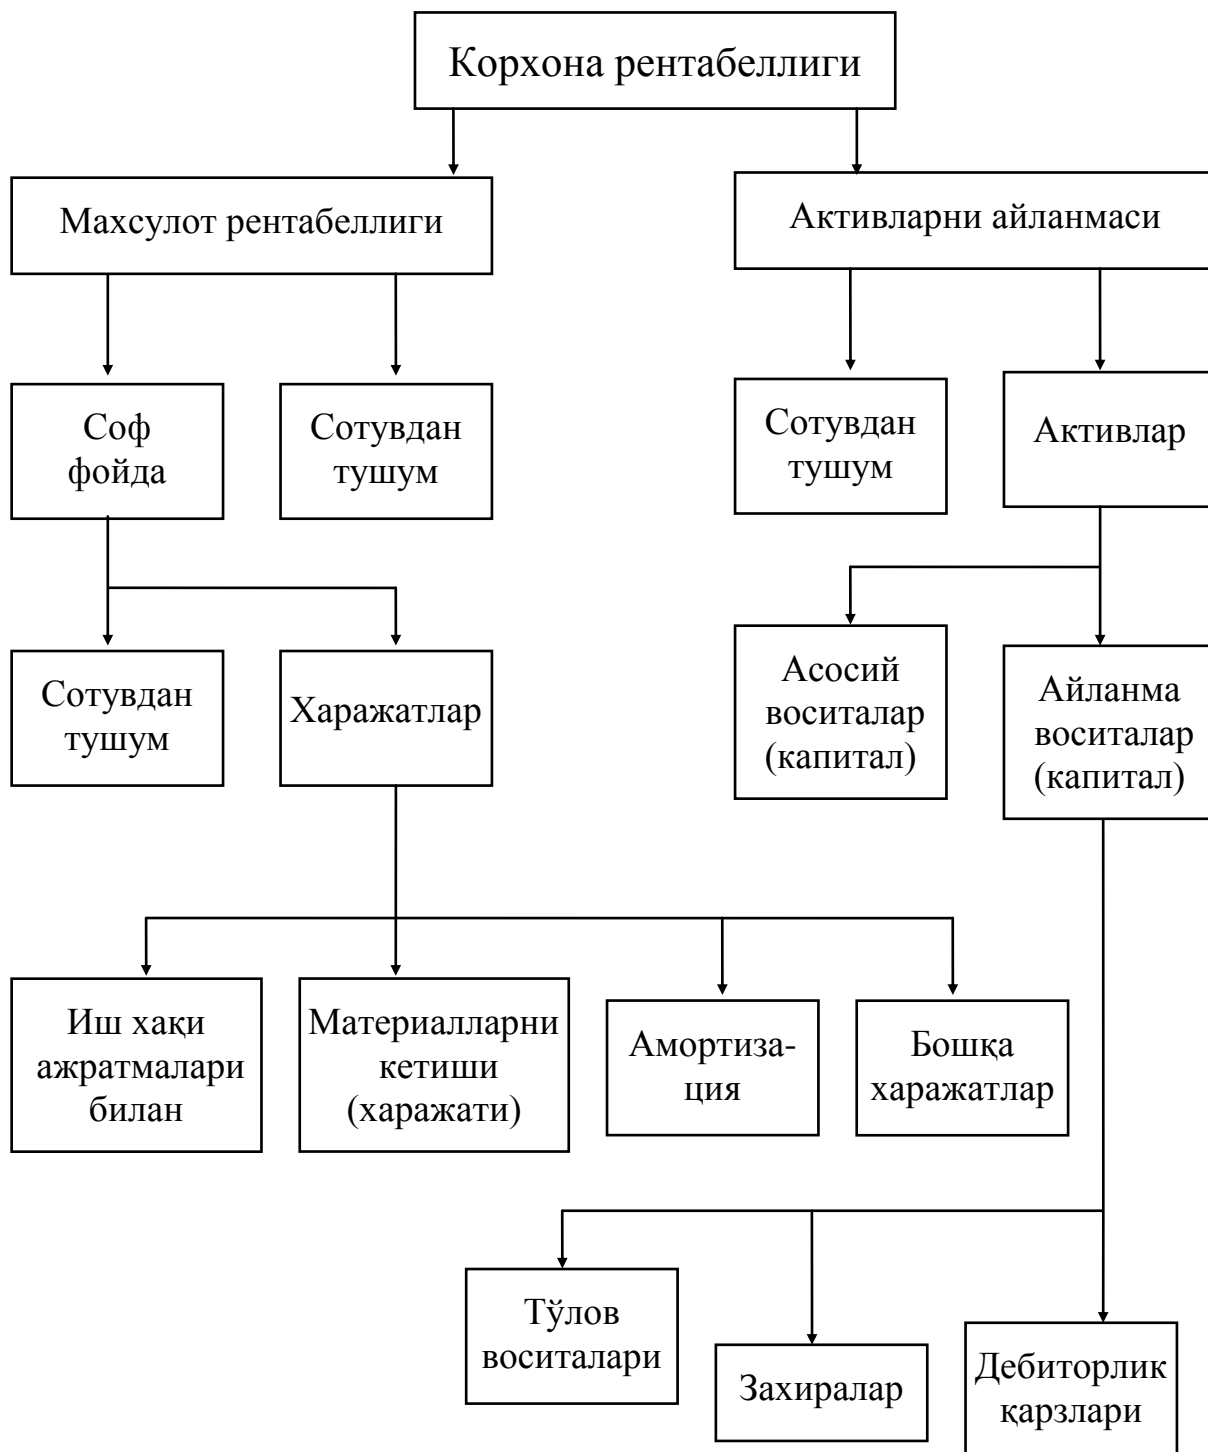 Корхона рентабеллиги
Махсулот рентабеллиги
Активларни айланмаси
Соф
фойда
Сотувдан
тушум
Сотувдан
тушум
Активлар
Сотувдан
тушум
Харажатлар
Асосий
воситалар
(капитал)
Айланма
воситалар
(капитал)
Иш хақи
ажратмалари
билан
Материалларни
кетиши
(харажати)
Амортиза-
ция
Бошқа
харажатлар
Тўлов
воситалари
Захиралар
Дебиторлик
қарзлари